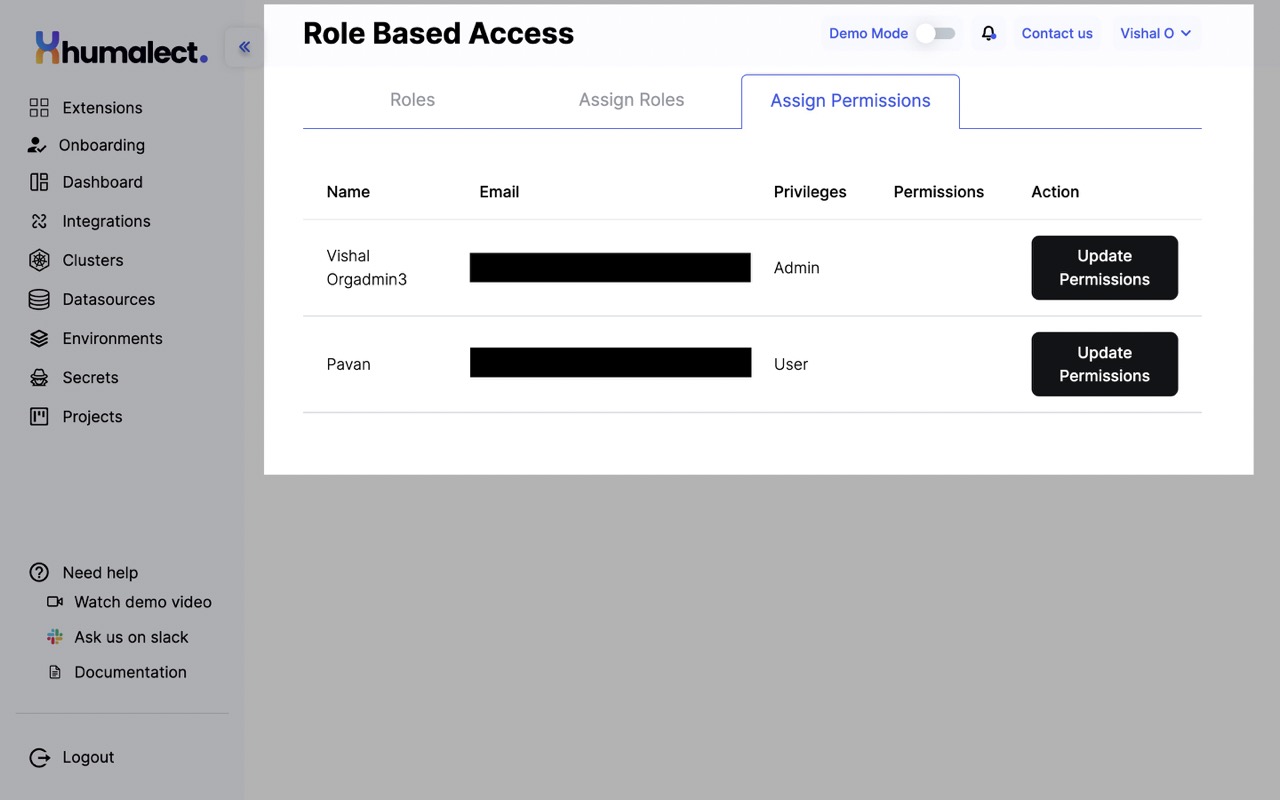 humalect.
Extensions
Onboarding
Dashboard
Integrations
Clusters
Datasources
Environments
Secrets
Projects
Need help
Watch demo video
Ask us on slack
Documentation
Logout
Role Based Access
Demo Mode
Contact us
Vishal O
Roles
Assign Roles
Assign Permissions
Name Email Privileges Permissions Action
Vishal
Orgadmin3
Admin
Update
Permissions
Pavan
User
Update
Permissions